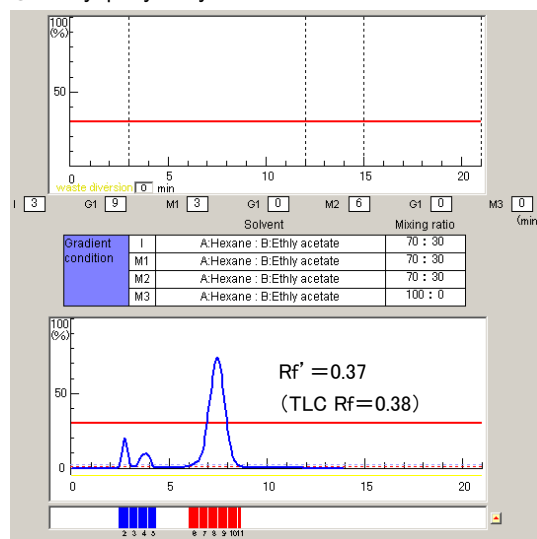 100
(%)
50
0 5 10 15 20
waste diversion 0 min
I 3 G1 9 M1 3 G1 0 M2 6 G1 0 M3 0
(min
Solvent Mixing ratio
Gradient condition I A:Hexane : B:Ethly acetate 70 : 30
M1 A:Hexane : B:Ethly acetate 70 : 30
M2 A:Hexane : B:Ethly acetate 70 : 30
M3 A:Hexane : B:Ethly acetate 100 : 0
100
(%)
Rf'=0.37
50 (TLC Rf=0.38)
0
0 5 10 15 20
2 3 4 5 6 7 8 9 1011